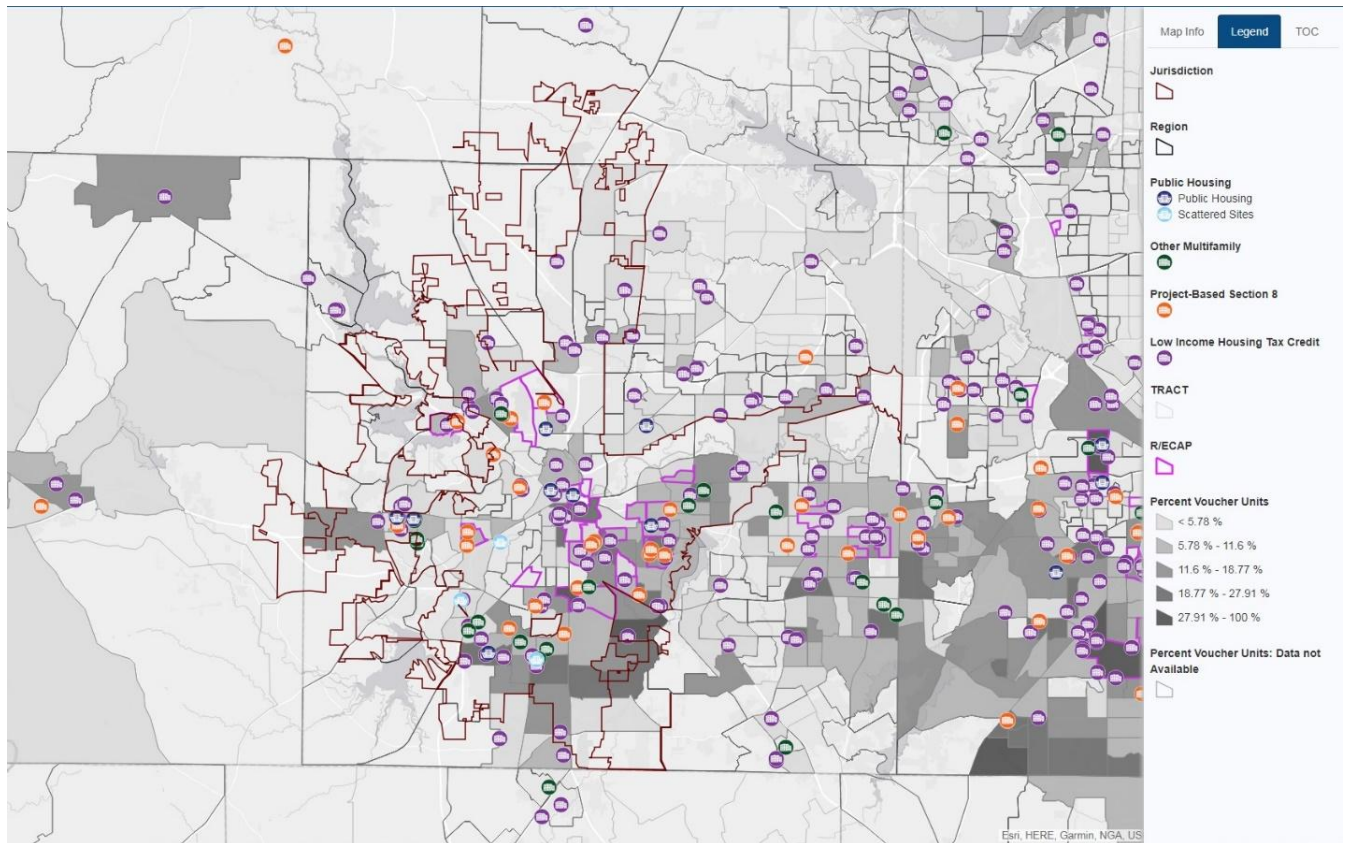 Map Info Legend TOC
Jurisdiction
Region
Public Housing
Public Housing
Scattered Sites
Other Multifamily
Project-Based Section 8
Low Income Housing Tax Credit
TRACT
R/ECAP
Percent Voucher Units
< 5.78 %
5.78 % - 11.6 %
11.6 % - 18.77 %
18.77 % - 27.91 %
27.91 % - 100 %
Percent Voucher Units: Data not
Available
Esri, HERE, Garmin, NGA, US